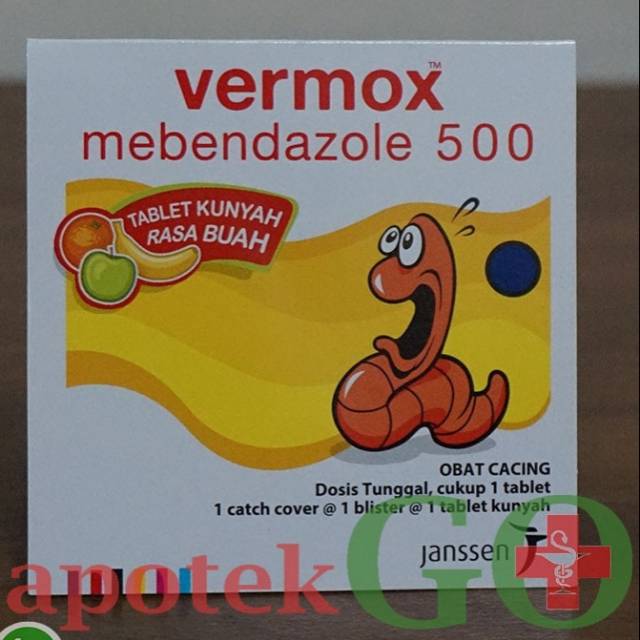 vermox™
mebendazole 500
TABLET KUNYAH
RASA BUAH
OBAT CACING
Dosis Tunggal, cukup 1 tablet
1 catch cover @ 1 blister @ 1 tablet kunyah
janssen
apotek GO